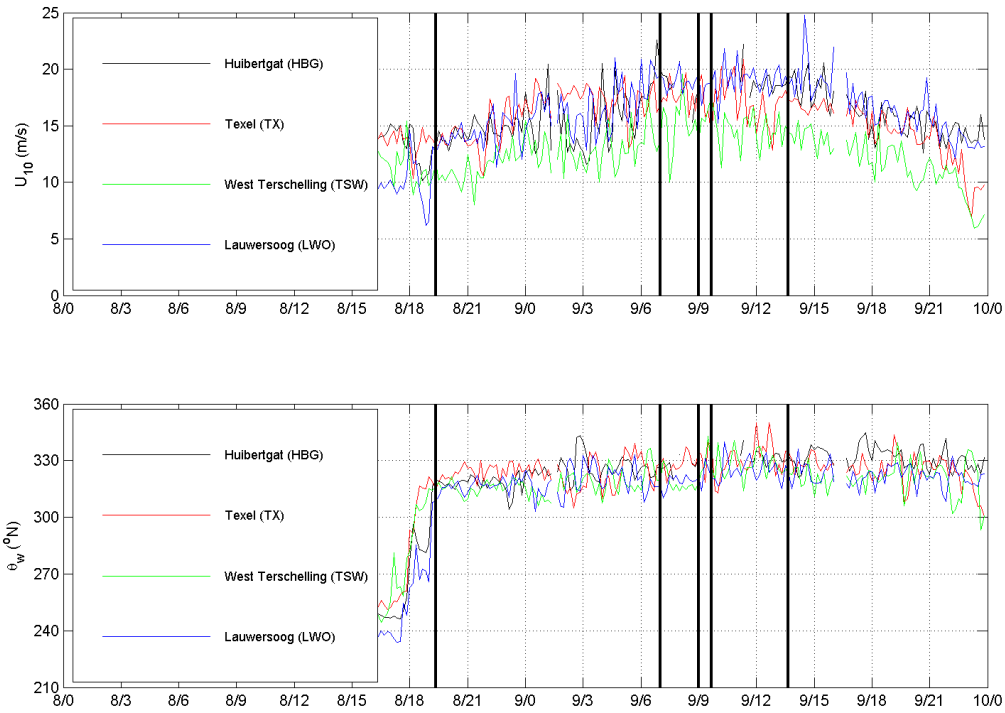 25
20
15
10
5
0
U10 (m/s)
Huibertgat (HBG)
Texel (TX)
West Terschelling (TSW)
Lauwersoog (LWO)
8/0 8/3 8/6 8/9 8/12 8/15 8/18 8/21 9/0 9/3 9/6 9/9 9/12 9/15 9/18 9/21 10/0
360
330
300
270
240
210
θw (oN)
Huibertgat (HBG)
Texel (TX)
West Terschelling (TSW)
Lauwersoog (LWO)
8/0 8/3 8/6 8/9 8/12 8/15 8/18 8/21 9/0 9/3 9/6 9/9 9/12 9/15 9/18 9/21 10/0